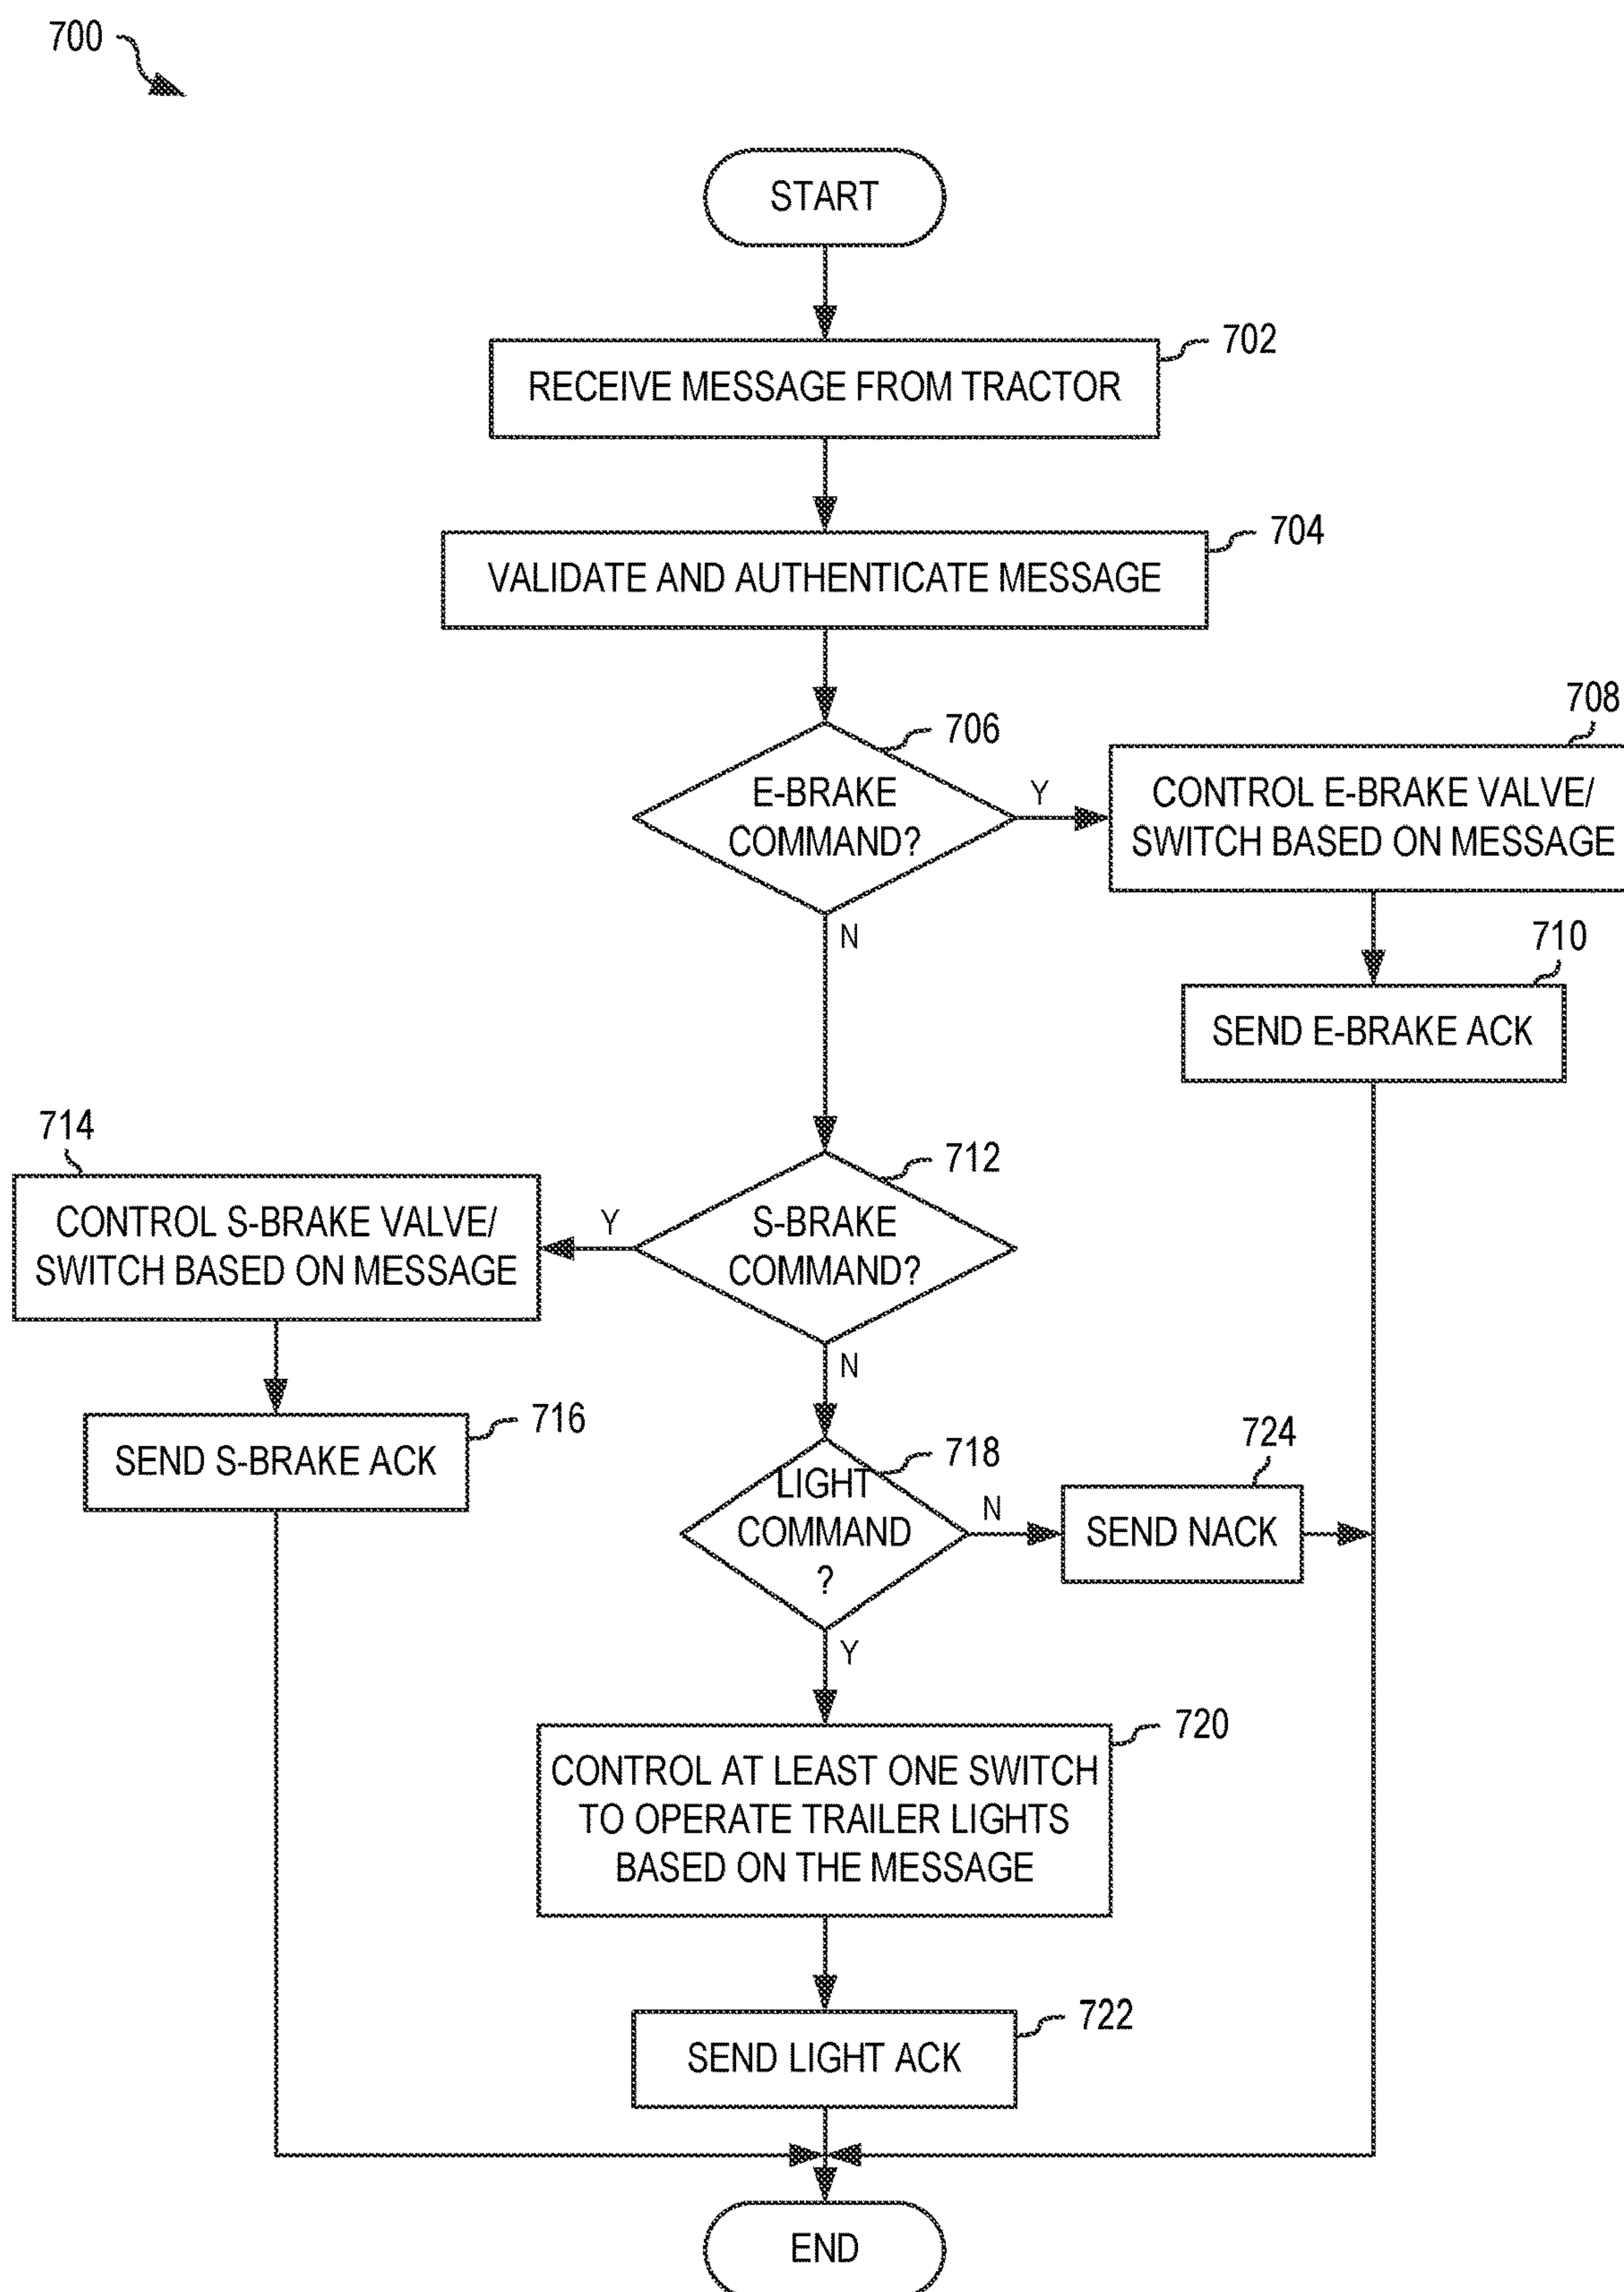 700
START
702
RECEIVE MESSAGE FROM TRACTOR
704
VALIDATE AND AUTHENTICATE MESSAGE
706
E-BRAKE
COMMAND?
Y
N
708
CONTROL E-BRAKE VALVE/
SWITCH BASED ON MESSAGE
710
SEND E-BRAKE ACK
712
S-BRAKE
COMMAND?
Y
N
714
CONTROL S-BRAKE VALVE/
SWITCH BASED ON MESSAGE
716
SEND S-BRAKE ACK
718
LIGHT
COMMAND
?
N
Y
724
SEND NACK
720
CONTROL AT LEAST ONE SWITCH
TO OPERATE TRAILER LIGHTS
BASED ON THE MESSAGE
722
SEND LIGHT ACK
END